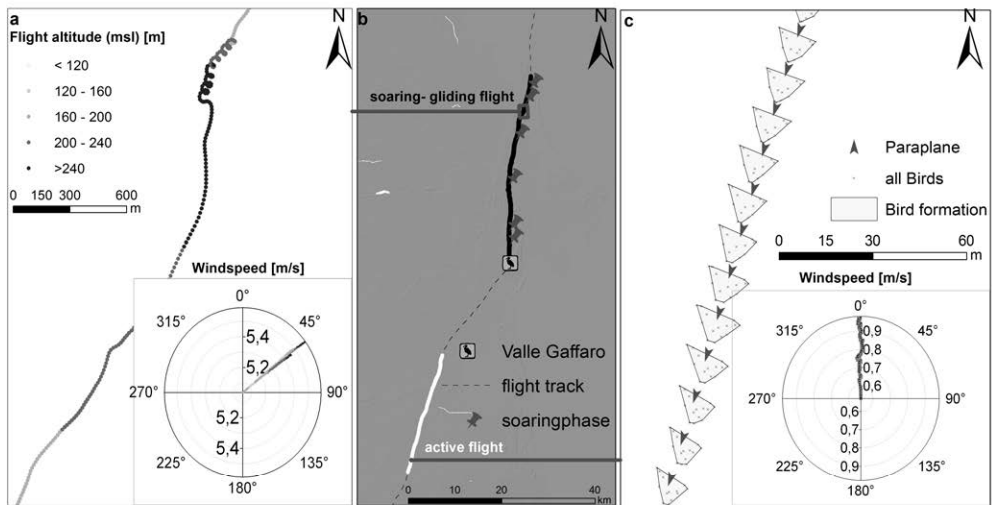 a
N
Flight altitude (msl) [m]
< 120
120 - 160
160 - 200
200 - 240
>240
0 150 300 600
m
Windspeed [m/s]
0°
45°
90°
135°
180°
225°
270°
315°
5,4
5,2
5,2
5,4
b
N
soaring- gliding flight
Valle Gaffaro
flight track
soaringphase
active flight
0 10 20 40
km
c
N
Paraplane
all Birds
Bird formation
0 15 30 60
m
Windspeed [m/s]
0°
45°
90°
135°
180°
225°
270°
315°
0,9
0,8
0,7
0,6
0,6
0,7
0,8
0,9